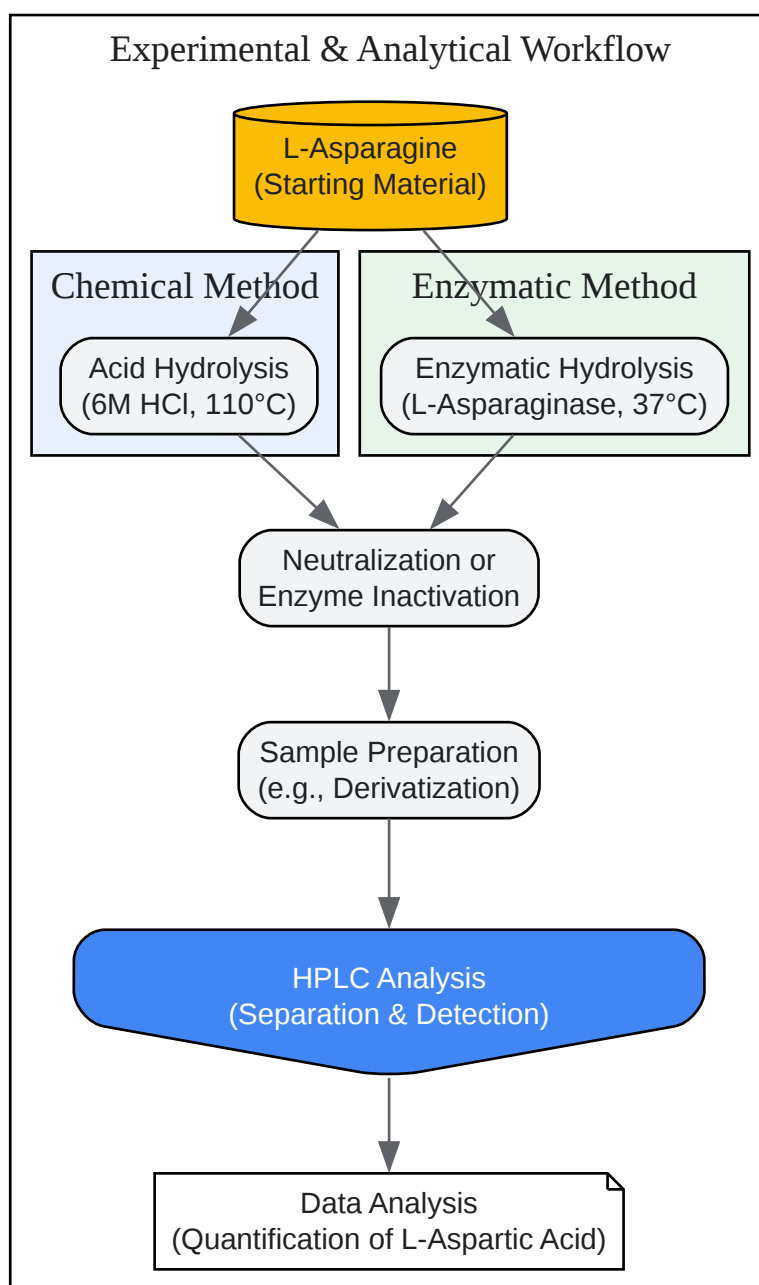 Experimental & Analytical Workflow
L-Asparagine
(Starting Material)
Chemical Method
Enzymatic Method
Acid Hydrolysis
(6M HCl, 110°C)
Enzymatic Hydrolysis
(L-Asparaginase, 37°C)
Neutralization or
Enzyme Inactivation
Sample Preparation
(e.g., Derivatization)
HPLC Analysis
(Separation & Detection)
Data Analysis
(Quantification of L-Aspartic Acid)